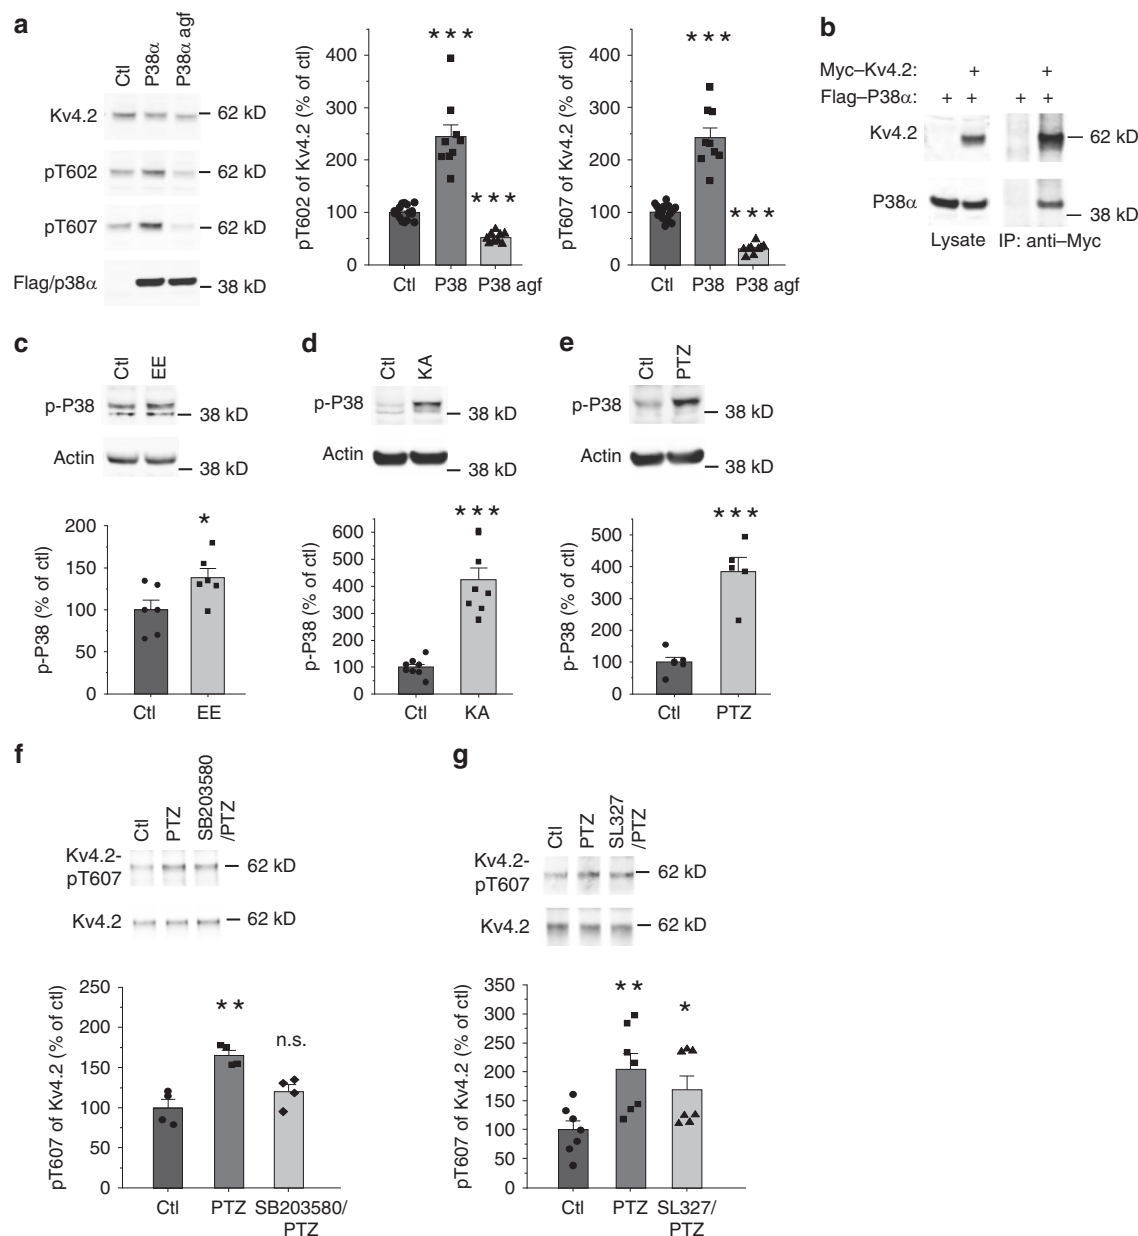 a
Ctl
P38α
P38α agf
Kv4.2
62 kD
pT602
62 kD
pT607
62 kD
Flag/p38α
38 kD
pT602 of Kv4.2 (% of ctl)
400
300
200
100
0
***
***
Ctl
P38
P38 agf
pT607 of Kv4.2 (% of ctl)
400
300
200
100
0
***
***
Ctl
P38
P38 agf
b
Myc–Kv4.2: + +
Flag–P38α: + + + +
Kv4.2
62 kD
P38α
38 kD
Lysate
IP: anti–Myc
c
Ctl
EE
p-P38
38 kD
Actin
38 kD
p-P38 (% of ctl)
200
150
100
50
0
*
Ctl
EE
d
Ctl
KA
p-P38
38 kD
Actin
38 kD
p-P38 (% of ctl)
600
500
400
300
200
100
0
***
Ctl
KA
e
Ctl
PTZ
p-P38
38 kD
Actin
38 kD
p-P38 (% of ctl)
500
400
300
200
100
0
***
Ctl
PTZ
f
Ctl
PTZ
SB203580
/PTZ
Kv4.2-
pT607
62 kD
Kv4.2
62 kD
pT607 of Kv4.2 (% of ctl)
250
200
150
100
50
0
**
n.s.
Ctl
PTZ
SB203580/
PTZ
g
Ctl
PTZ
SL327
/PTZ
Kv4.2-
pT607
62 kD
Kv4.2
62 kD
pT607 of Kv4.2 (% of ctl)
350
300
250
200
150
100
50
0
**
*
Ctl
PTZ
SL327/
PTZ